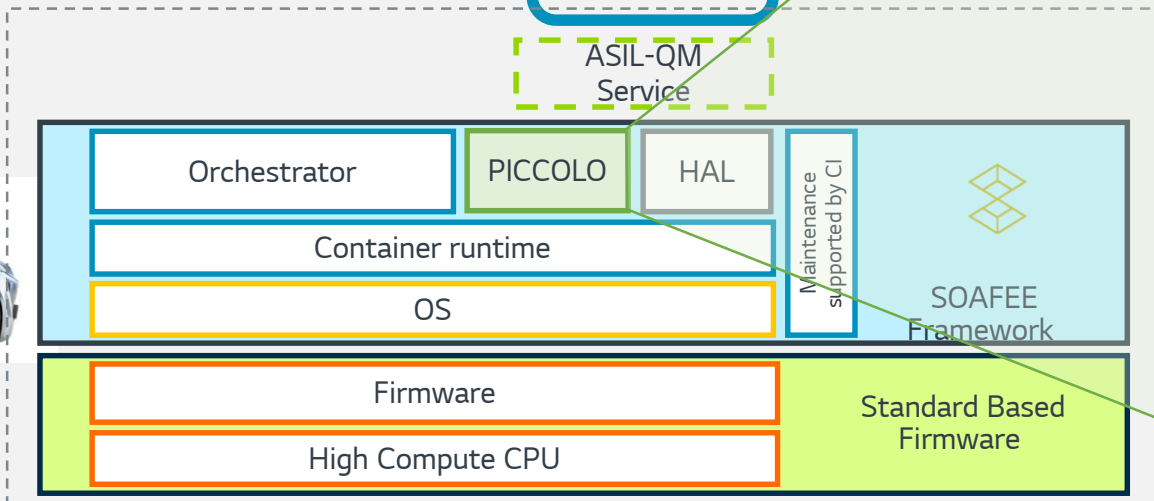 ASIL-QM
Service
Orchestrator
PICCOLO
HAL
Maintenance
supported by CI
Container runtime
OS
SOAFEE
Framework
Firmware
High Compute CPU
Standard Based
Firmware